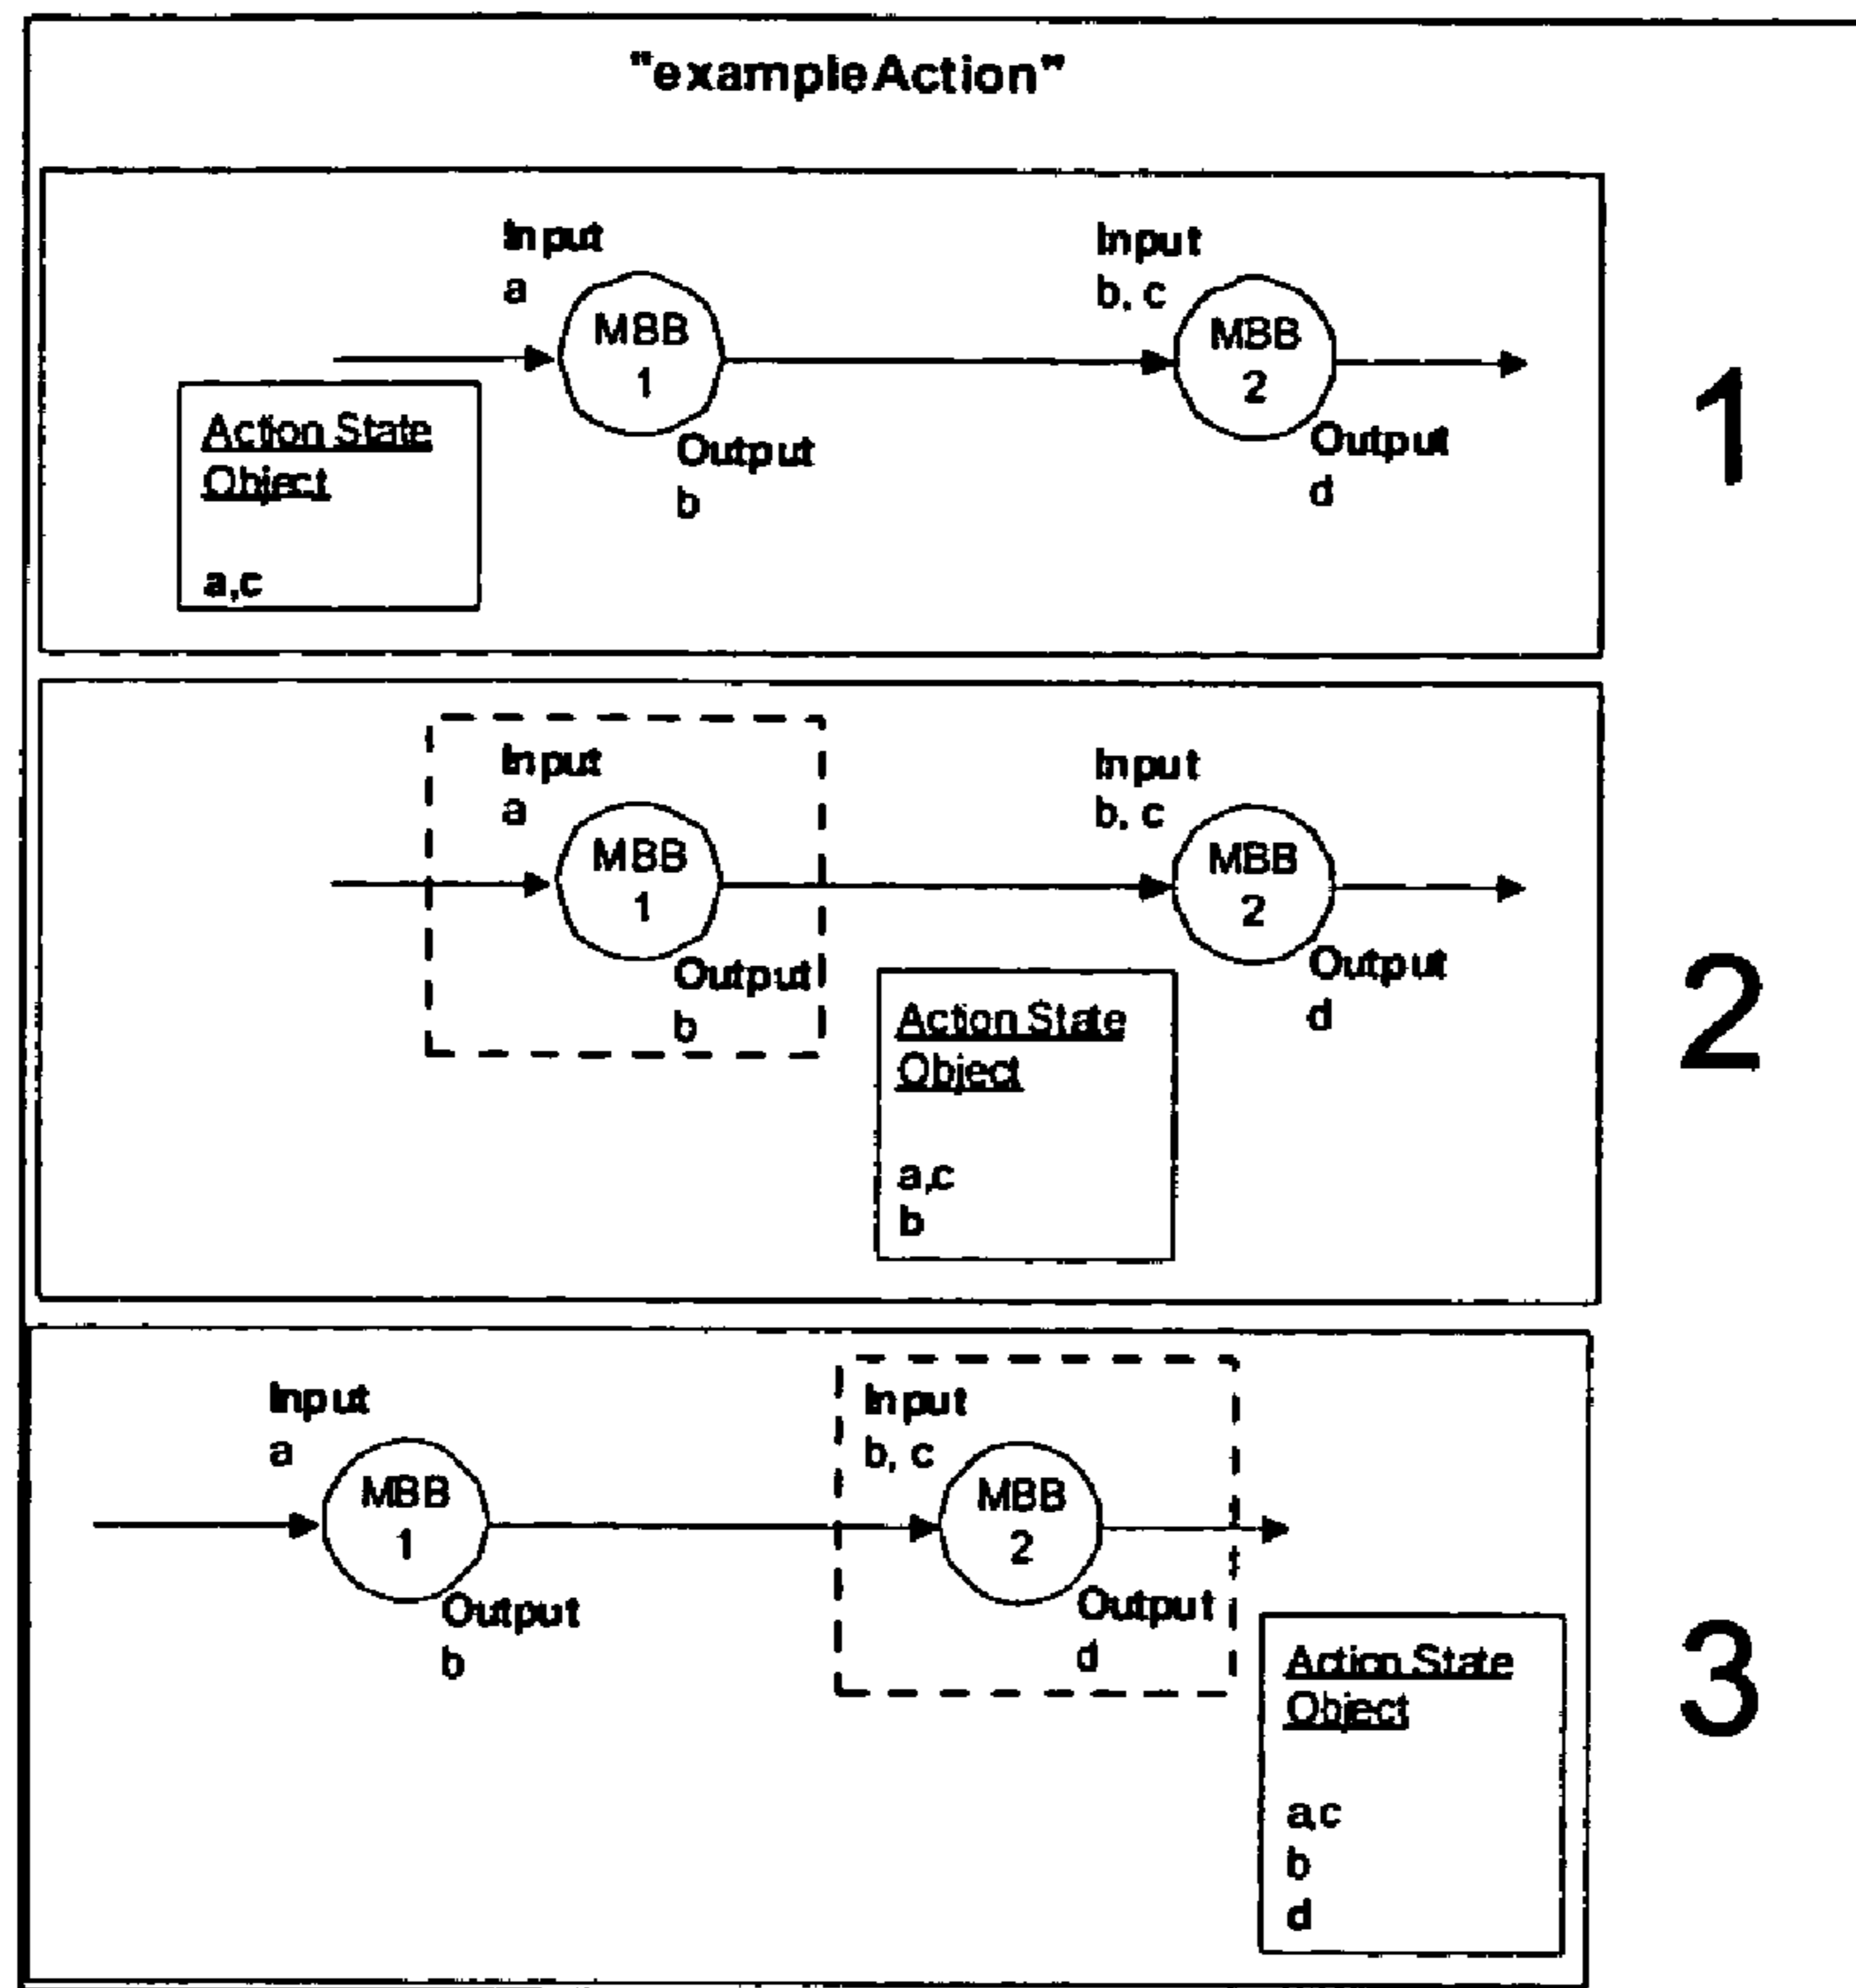 "exampleAction"
Input
a
MBB
1
Output
b
Input
b, c
MBB
2
Output
d
Action State
Object
a,c
1
Input
a
MBB
1
Output
b
Input
b, c
MBB
2
Output
d
Action State
Object
a,c
b
2
Input
a
MBB
1
Output
b
Input
b, c
MBB
2
Output
d
Action State
Object
a,c
b
d
3